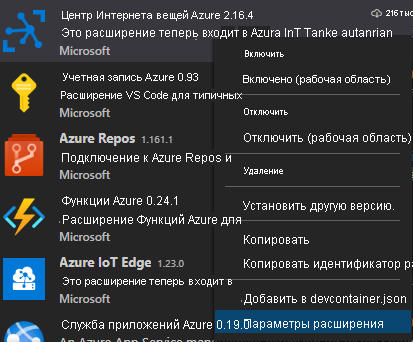 Центр Интернета вещей Azure 2.16.4
216 тыс
Это расширение теперь входит в Azura InT Tanke autanrian
Microsoft
Учетная запись Azure 0.93
Расширение VS Code для типичных
Microsoft
Azure Repos 1.161.1
Подключение к Azure Repos и
Microsoft
Функции Azure 0.24.1
Расширение Функций Azure для
Microsoft
Azure IoT Edge 1.23.0
Это расширение теперь входит в
Microsoft
Служба приложений Azure 0.19.0
An Azure App Service man
Включить
Включено (рабочая область)
Отключить
Отключить (рабочая область)
Удаление
Установить другую версию.
Копировать
Копировать идентификатор ра
Добавить в devcontainer.json
Параметры расширения